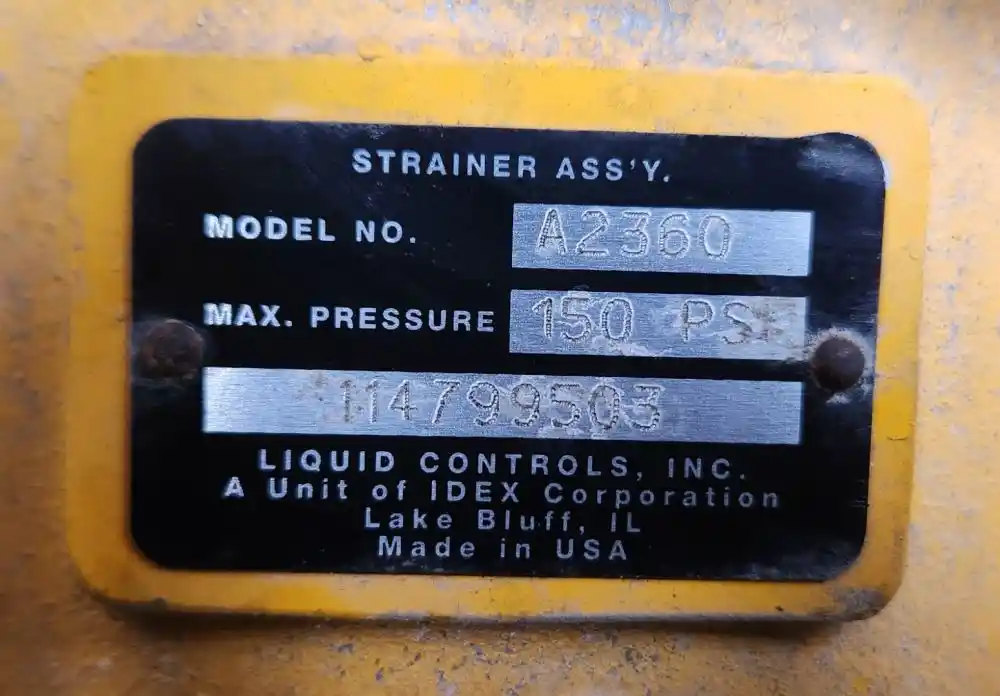 STRAINER ASS'Y.
MODEL NO. A2360
MAX. PRESSURE 150 PSI
114799503
LIQUID CONTROLS, INC.
A Unit of IDEX Corporation
Lake Bluff, IL
Made in USA